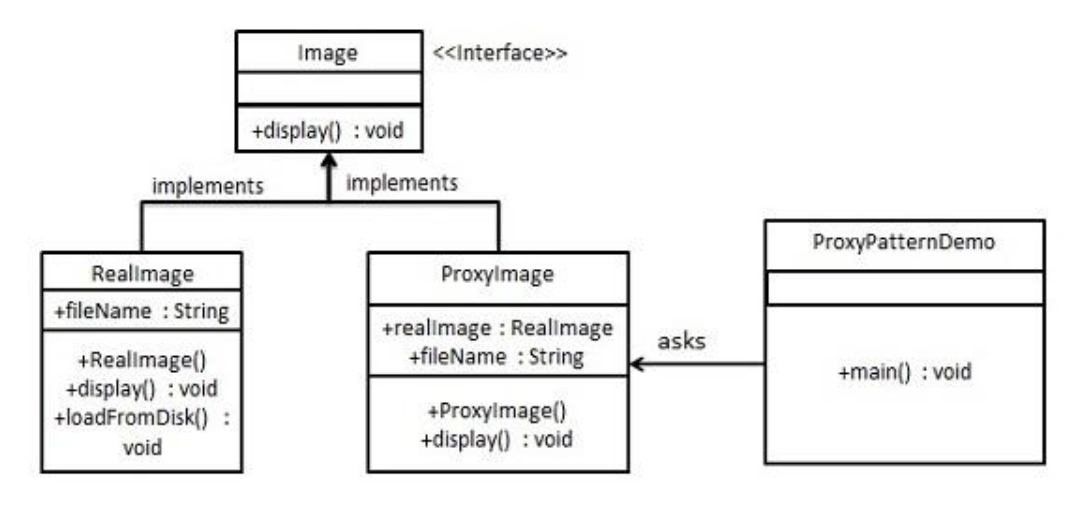 Image
<<Interface>>
+display() : void
implements
implements
RealImage
+fileName : String
+RealImage()
+display() : void
+loadFromDisk() :
void
ProxyImage
+realImage : RealImage
+fileName : String
+ProxyImage()
+display() : void
asks
ProxyPatternDemo
+main() : void